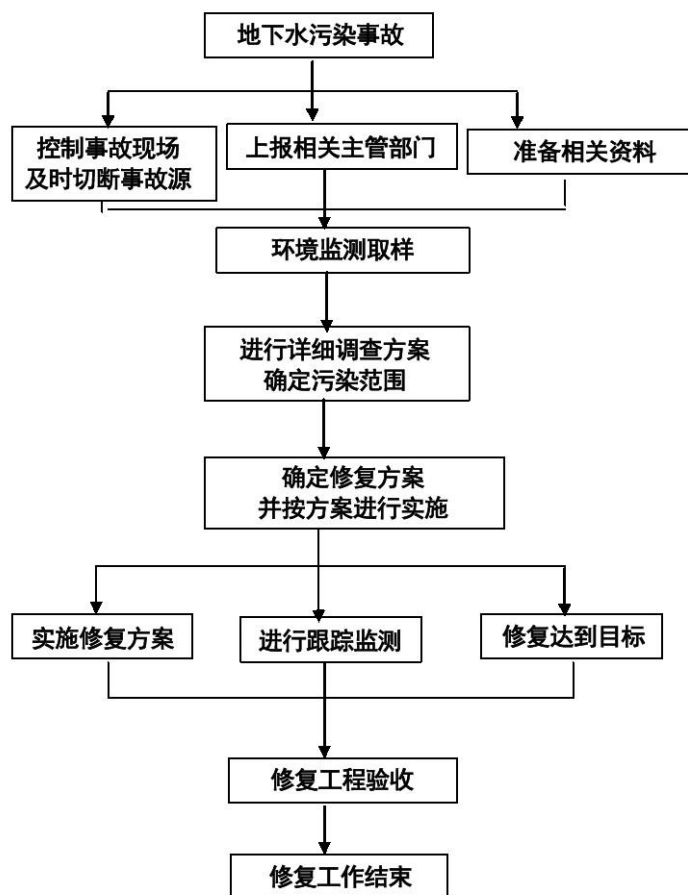 地下水污染事故
控制事故现场
及时切断事故源
上报相关主管部门
准备相关资料
环境监测取样
进行详细调查方案
确定污染范围
确定修复方案
并按方案进行实施
实施修复方案
进行跟踪监测
修复达到目标
修复工程验收
修复工作结束